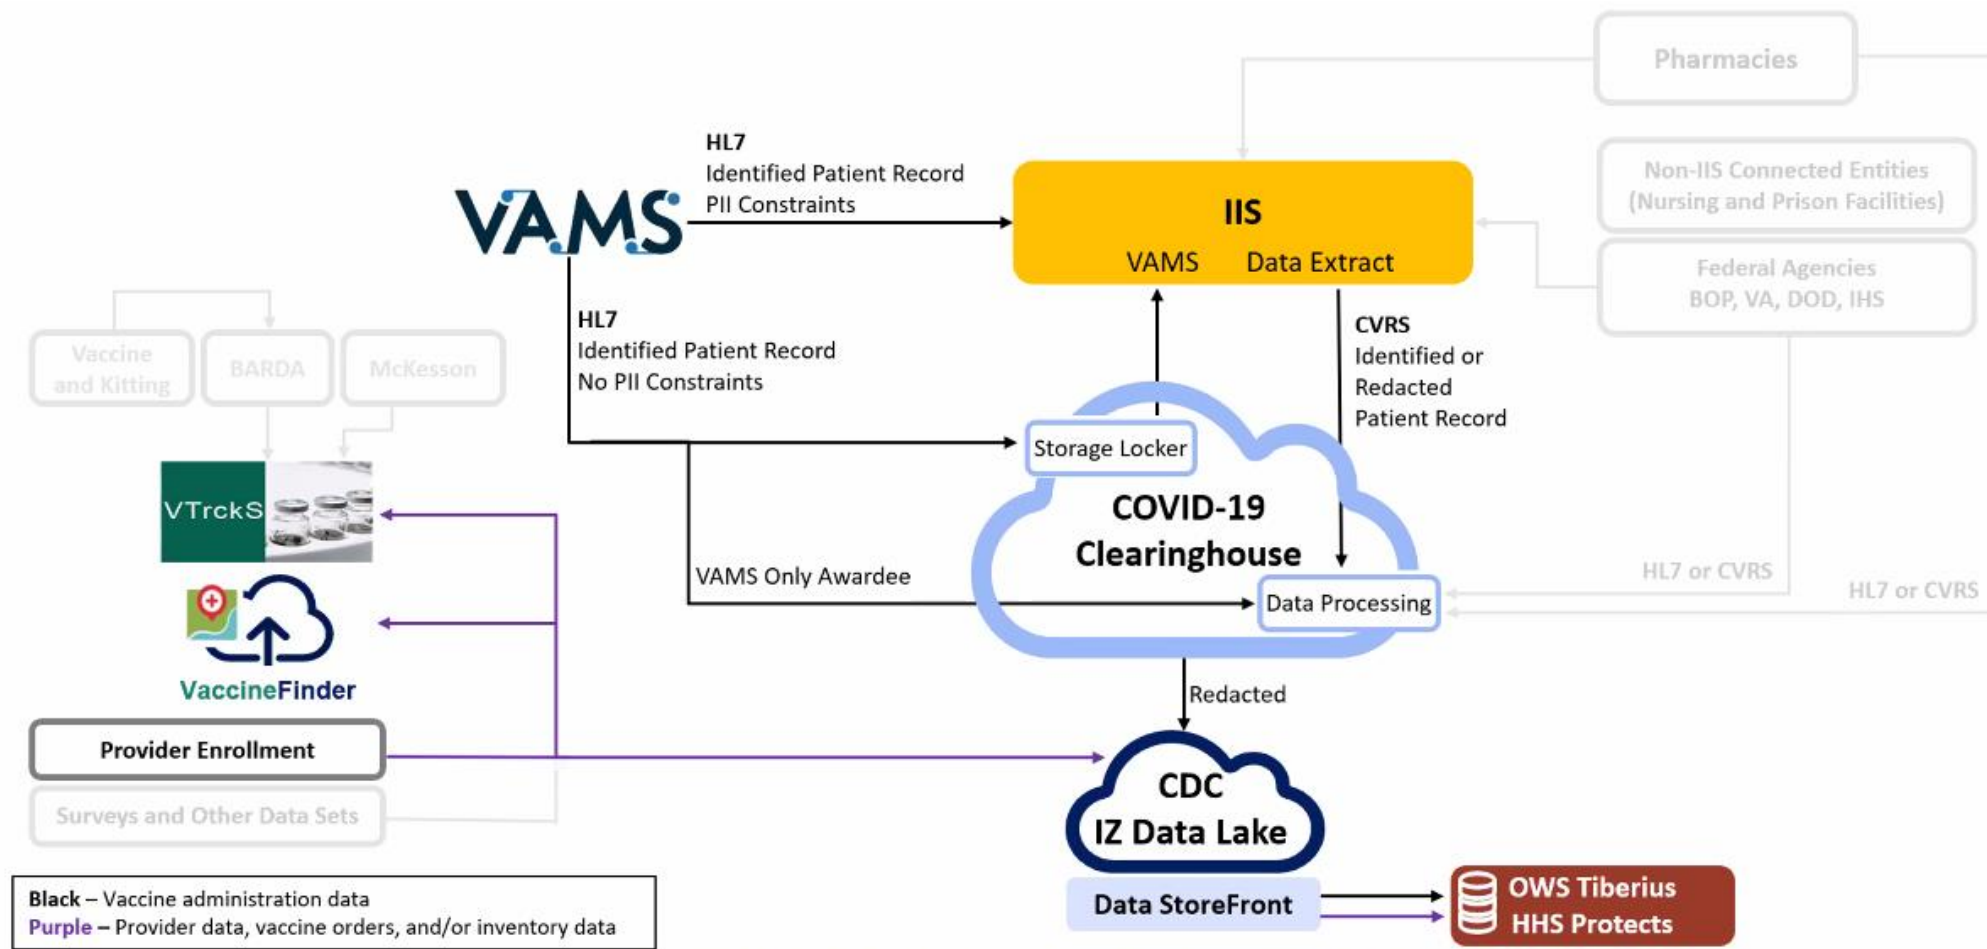 Pharmacies
HL7
Identified Patient Record
PII Constraints
VAMS
IIS
VAMS Data Extract
Non-IIS Connected Entities
(Nursing and Prison Facilities)
Federal Agencies
BOP, VA, DOD, IHS
HL7
Identified Patient Record
No PII Constraints
CVRS
Identified or
Redacted
Patient Record
Vaccine
and Kitting
BARDA
McKesson
Storage Locker
VTrckS
COVID-19
Clearinghouse
VAMS Only Awardee
Data Processing
HL7 or CVRS
HL7 or CVRS
VaccineFinder
Redacted
Provider Enrollment
Surveys and Other Data Sets
CDC
IZ Data Lake
Data StoreFront
OWS Tiberius
HHS Protects
Black – Vaccine administration data
Purple – Provider data, vaccine orders, and/or inventory data